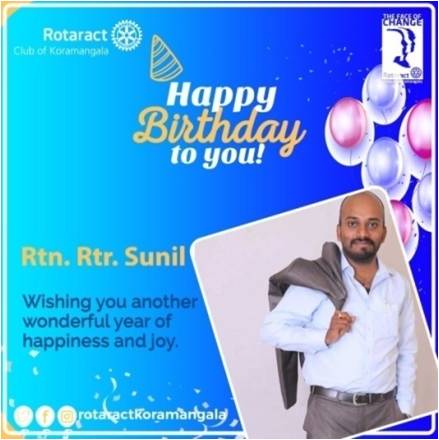 Rotaract
Club of Koramangala
THE FACE OF
CHANGE
Rotaract
Happy
Birthday
to you!
Rtn. Rtr. Sunil
Wishing you another
wonderful year of
happiness and joy.
rotaractkoramangala